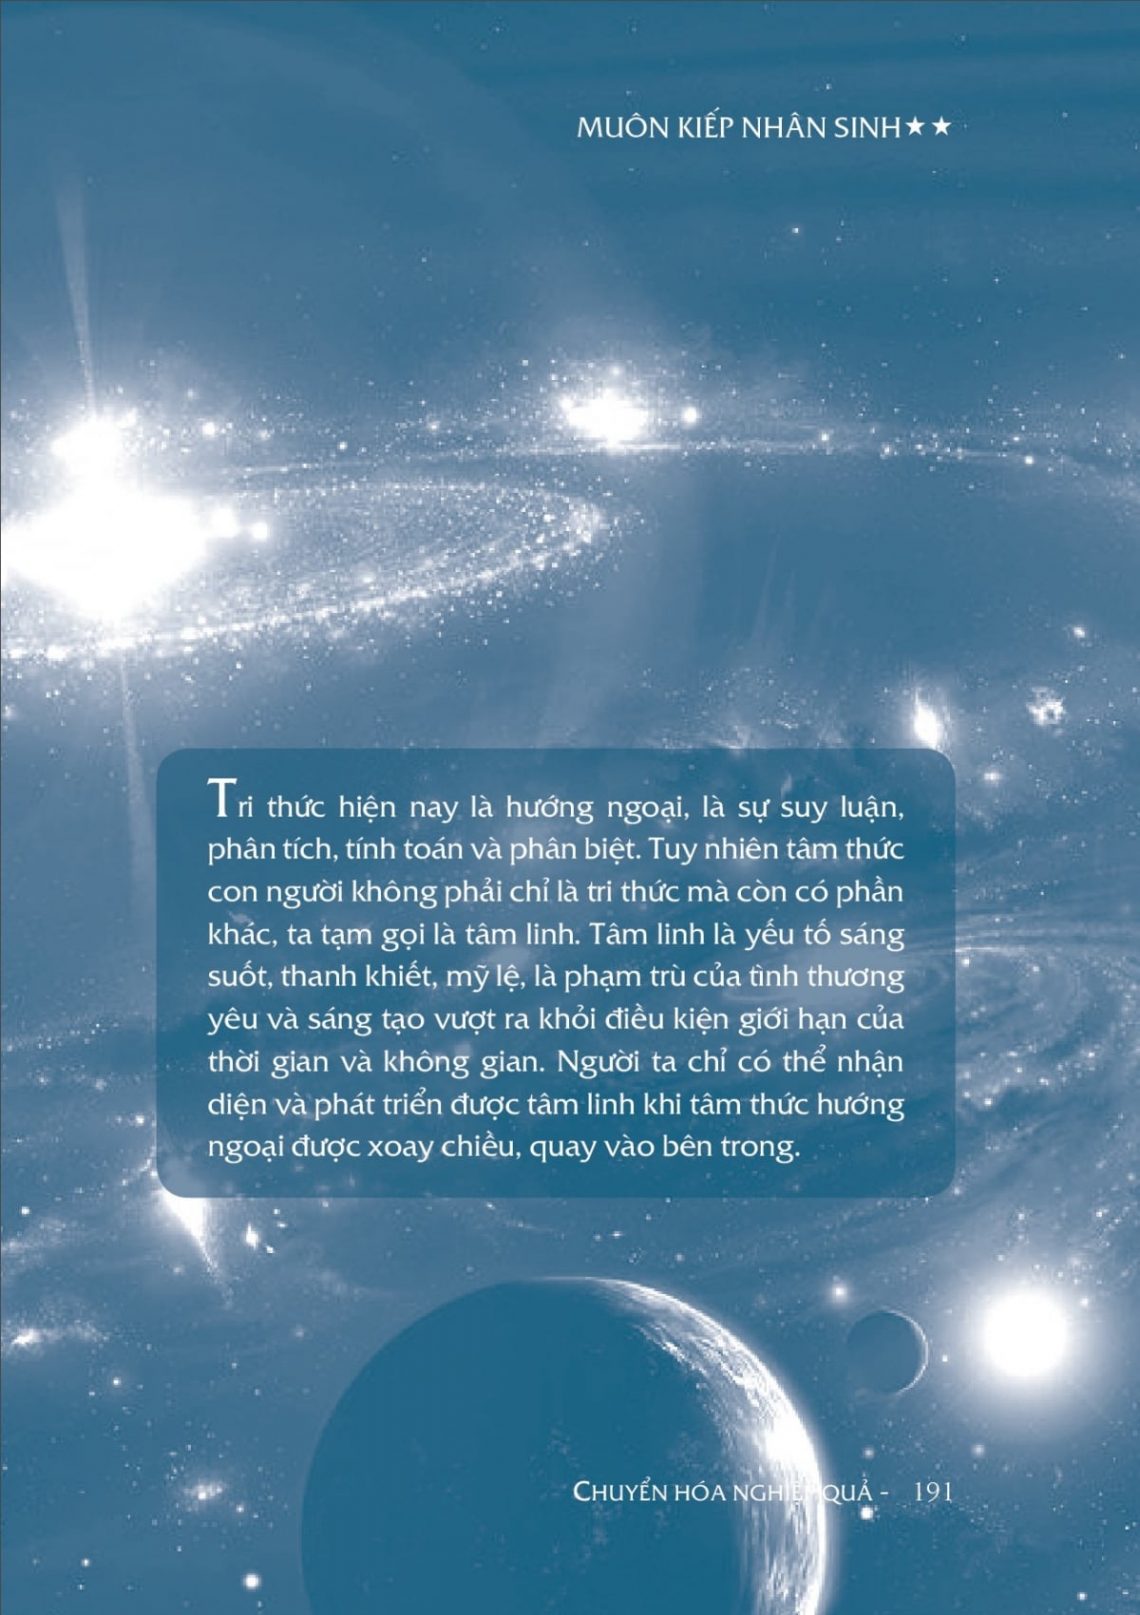 MUÔN KIẾP NHÂN SINH★★
Tri thức hiện nay là hướng ngoại, là sự suy luận,
phân tích, tính toán và phân biệt. Tuy nhiên tâm thức
con người không phải chỉ là tri thức mà còn có phần
khác, ta tạm gọi là tâm linh. Tâm linh là yếu tố sáng
suốt, thanh khiết, mỹ lệ, là phạm trù của tình thương
yêu và sáng tạo vượt ra khỏi điều kiện giới hạn của
thời gian và không gian. Người ta chỉ có thể nhận
diện và phát triển được tâm linh khi tâm thức hướng
ngoại được xoay chiều, quay vào bên trong.
CHUYỂN HÓA NGHIỆP QUẢ - 191